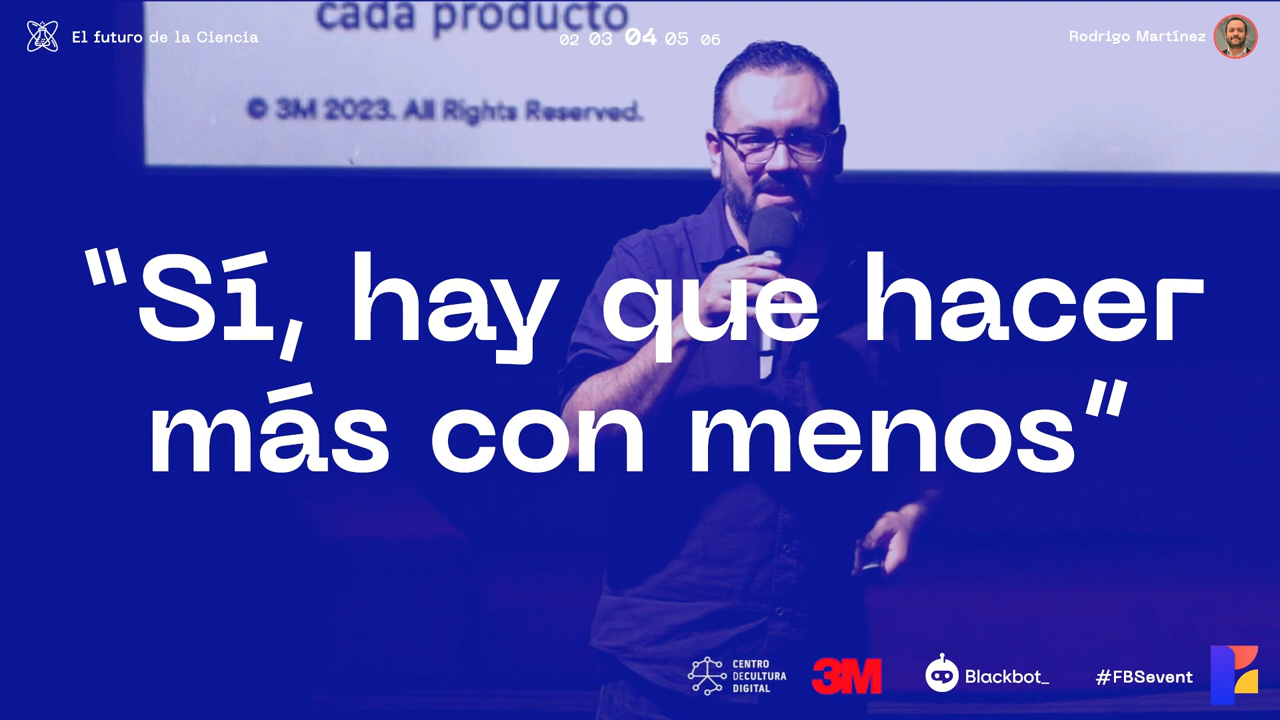 cada producto
El futuro de la Ciencia
02 03 04 05 06
Rodrigo Martínez
© 3M 2023. All Rights Reserved.
“Sí, hay que hacer
más con menos”
CENTRO
DECULTURA
DIGITAL
3M
Blackbot_
#FBSevent